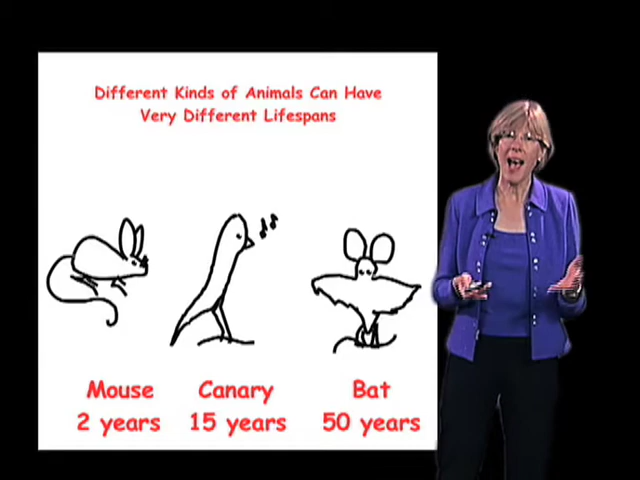 Different Kinds of Animals Can Have
Very Different Lifespans
Mouse Canary Bat
2 years 15 years 50 years